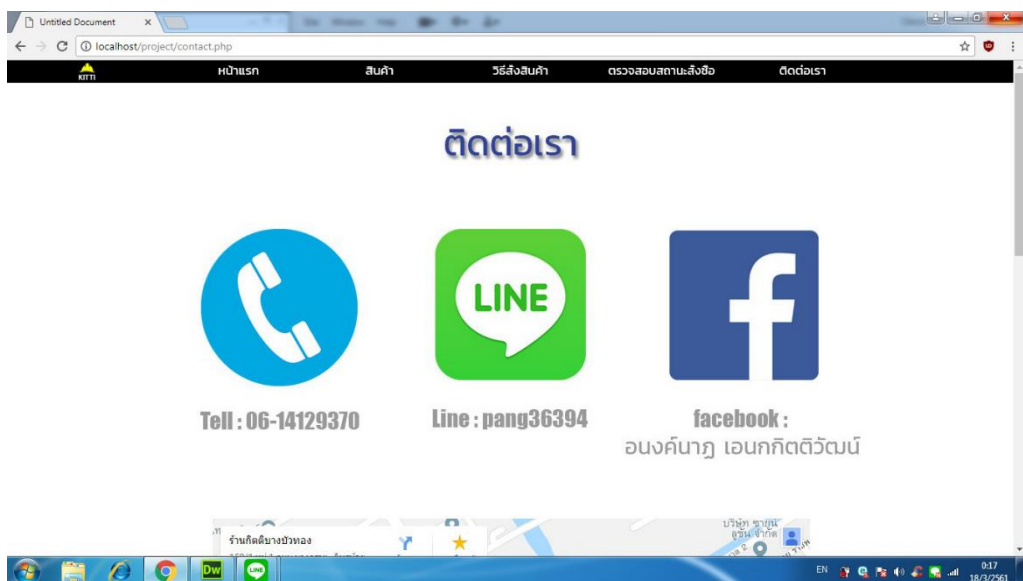 Untitled Document
localhost/project/contact.php
KITTI
หน้าแรก สินค้า วิธีสั่งสินค้า ตรวจสอบสถานะสั่งซือ ติดต่อเรา
ติดต่อเรา
LINE
f
Tell : 06-14129370 Line : pang36394 facebook :
อนงค์นาฏ เอนกกิตติวัฒน์
ร้านกิตติบางบัวทอง
Dw
LINE
EN
0:17
18/3/2561